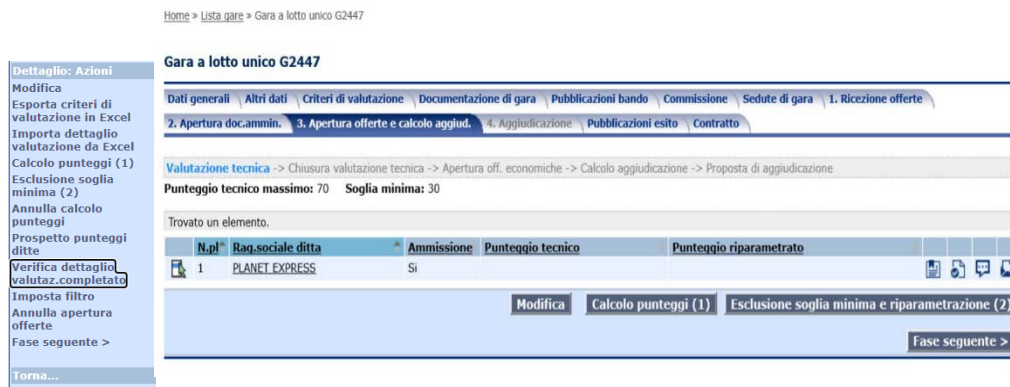 Home » Lista gare » Gara a lotto unico G2447
Gara a lotto unico G2447
Dettaglio: Azioni
Modifica
Esporta criteri di
valutazione in Excel
Importa dettaglio
valutazione da Excel
Calcolo punteggi (1)
Esclusione soglia
minima (2)
Annulla calcolo
punteggi
Prospetto punteggi
ditte
Verifica dettaglio
valutaz.completato
Imposta filtro
Annulla apertura
offerte
Fase seguente >
Torna...
Dati generali Altri dati Criteri di valutazione Documentazione di gara Pubblicazioni bando Commissione Sedute di gara 1. Ricezione offerte
2. Apertura doc.ammin. 3. Apertura offerte e calcolo aggiud. 4. Aggiudicazione Pubblicazioni esito Contratto
Valutazione tecnica -> Chiusura valutazione tecnica -> Apertura off. economiche -> Calcolo aggiudicazione -> Proposta di aggiudicazione
Punteggio tecnico massimo: 70 Soglia minima: 30
Trovato un elemento.
N.pl Rag.sociale ditta Ammissione Punteggio tecnico Punteggio riparametrato
1 PLANET EXPRESS Si
Modifica Calcolo punteggi (1) Esclusione soglia minima e riparametrazione (2)
Fase seguente >